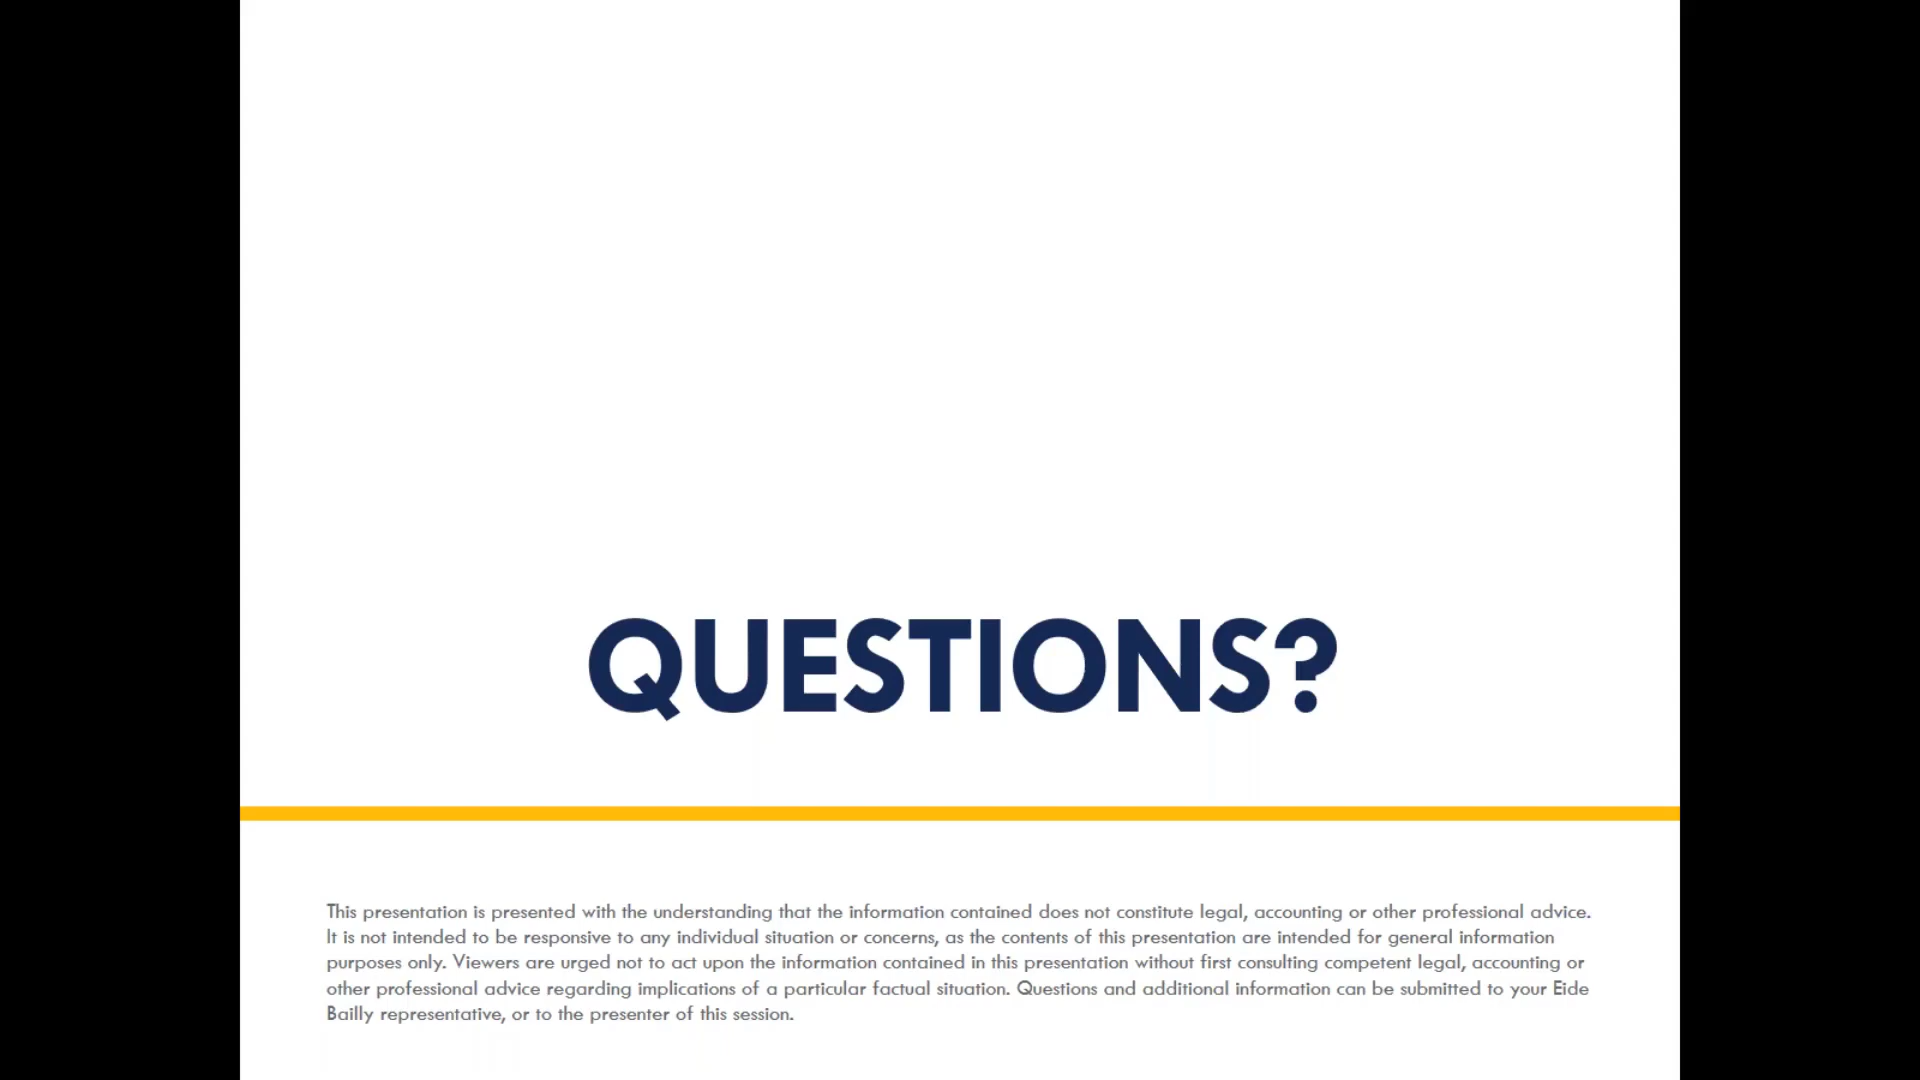 QUESTIONS?
This presentation is presented with the understanding that the information contained does not constitute legal, accounting or other professional advice.
It is not intended to be responsive to any individual situation or concerns, as the contents of this presentation are intended for general information
purposes only. Viewers are urged not to act upon the information contained in this presentation without first consulting competent legal, accounting or
other professional advice regarding implications of a particular factual situation. Questions and additional information can be submitted to your Eide
Bailly representative, or to the presenter of this session.